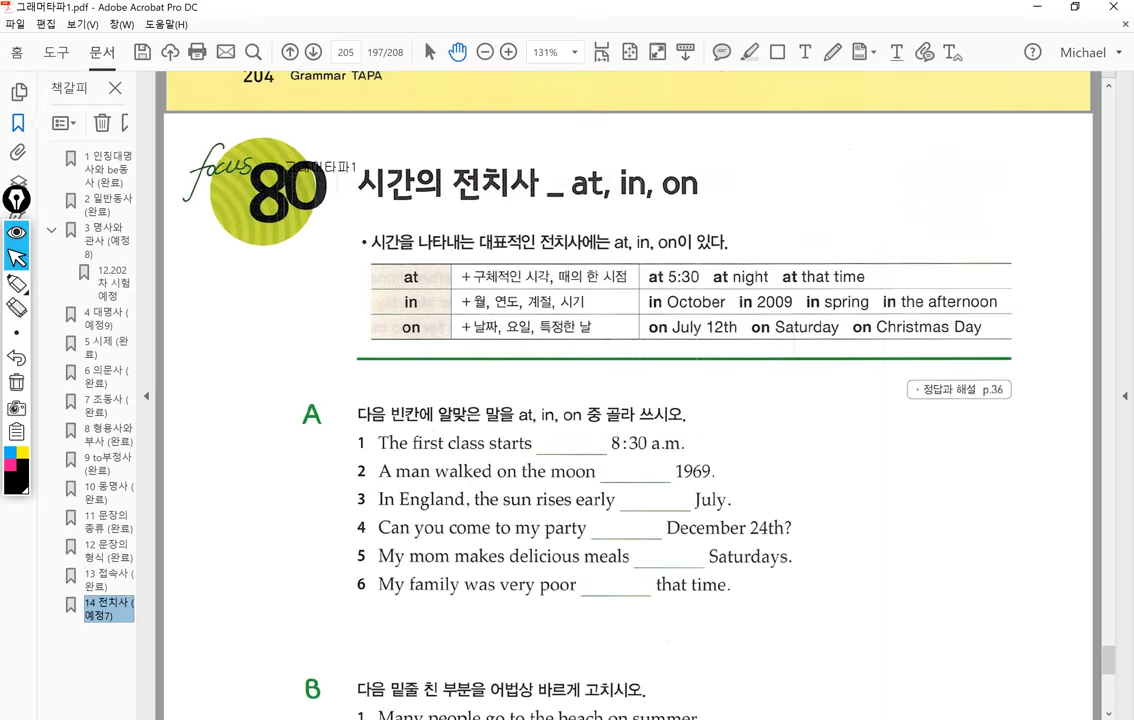 그래머타파1.pdf - Adobe Acrobat Pro DC
파일 편집 보기(V) 창(W) 도움말(H)
홈 도구 문서 205 197/208 131% Michael
책갈피
1 인칭대명
사와 be동
사 (완료)
2 일반동사
(완료)
3 명사와
관사 (예정
8)
12.202
차 시험
예정
4 대명사 (
예정9)
5 시제 (완
료)
6 의문사 (
완료)
7 조동사 (
완료)
8 형용사와
부사 (완료)
9 to부정사
(완료)
10 동명사 (
완료)
11 문장의
종류 (완료)
12 문장의
형식 (완료)
13 접속사 (
완료)
14 전치사 (
예정7)
204 Grammar TAPA
focus
80
그래머타파1
시간의 전치사 _ at, in, on
• 시간을 나타내는 대표적인 전치사에는 at, in, on이 있다.
at + 구체적인 시각, 때의 한 시점 at 5:30 at night at that time
in + 월, 연도, 계절, 시기 in October in 2009 in spring in the afternoon
on + 날짜, 요일, 특정한 날 on July 12th on Saturday on Christmas Day
• 정답과 해설 p.36
A 다음 빈칸에 알맞은 말을 at, in, on 중 골라 쓰시오.
1 The first class starts ________ 8:30 a.m.
2 A man walked on the moon ________ 1969.
3 In England, the sun rises early ________ July.
4 Can you come to my party ________ December 24th?
5 My mom makes delicious meals ________ Saturdays.
6 My family was very poor ________ that time.
B 다음 밑줄 친 부분을 어법상 바르게 고치시오.
1 Many people go to the beach on summer.